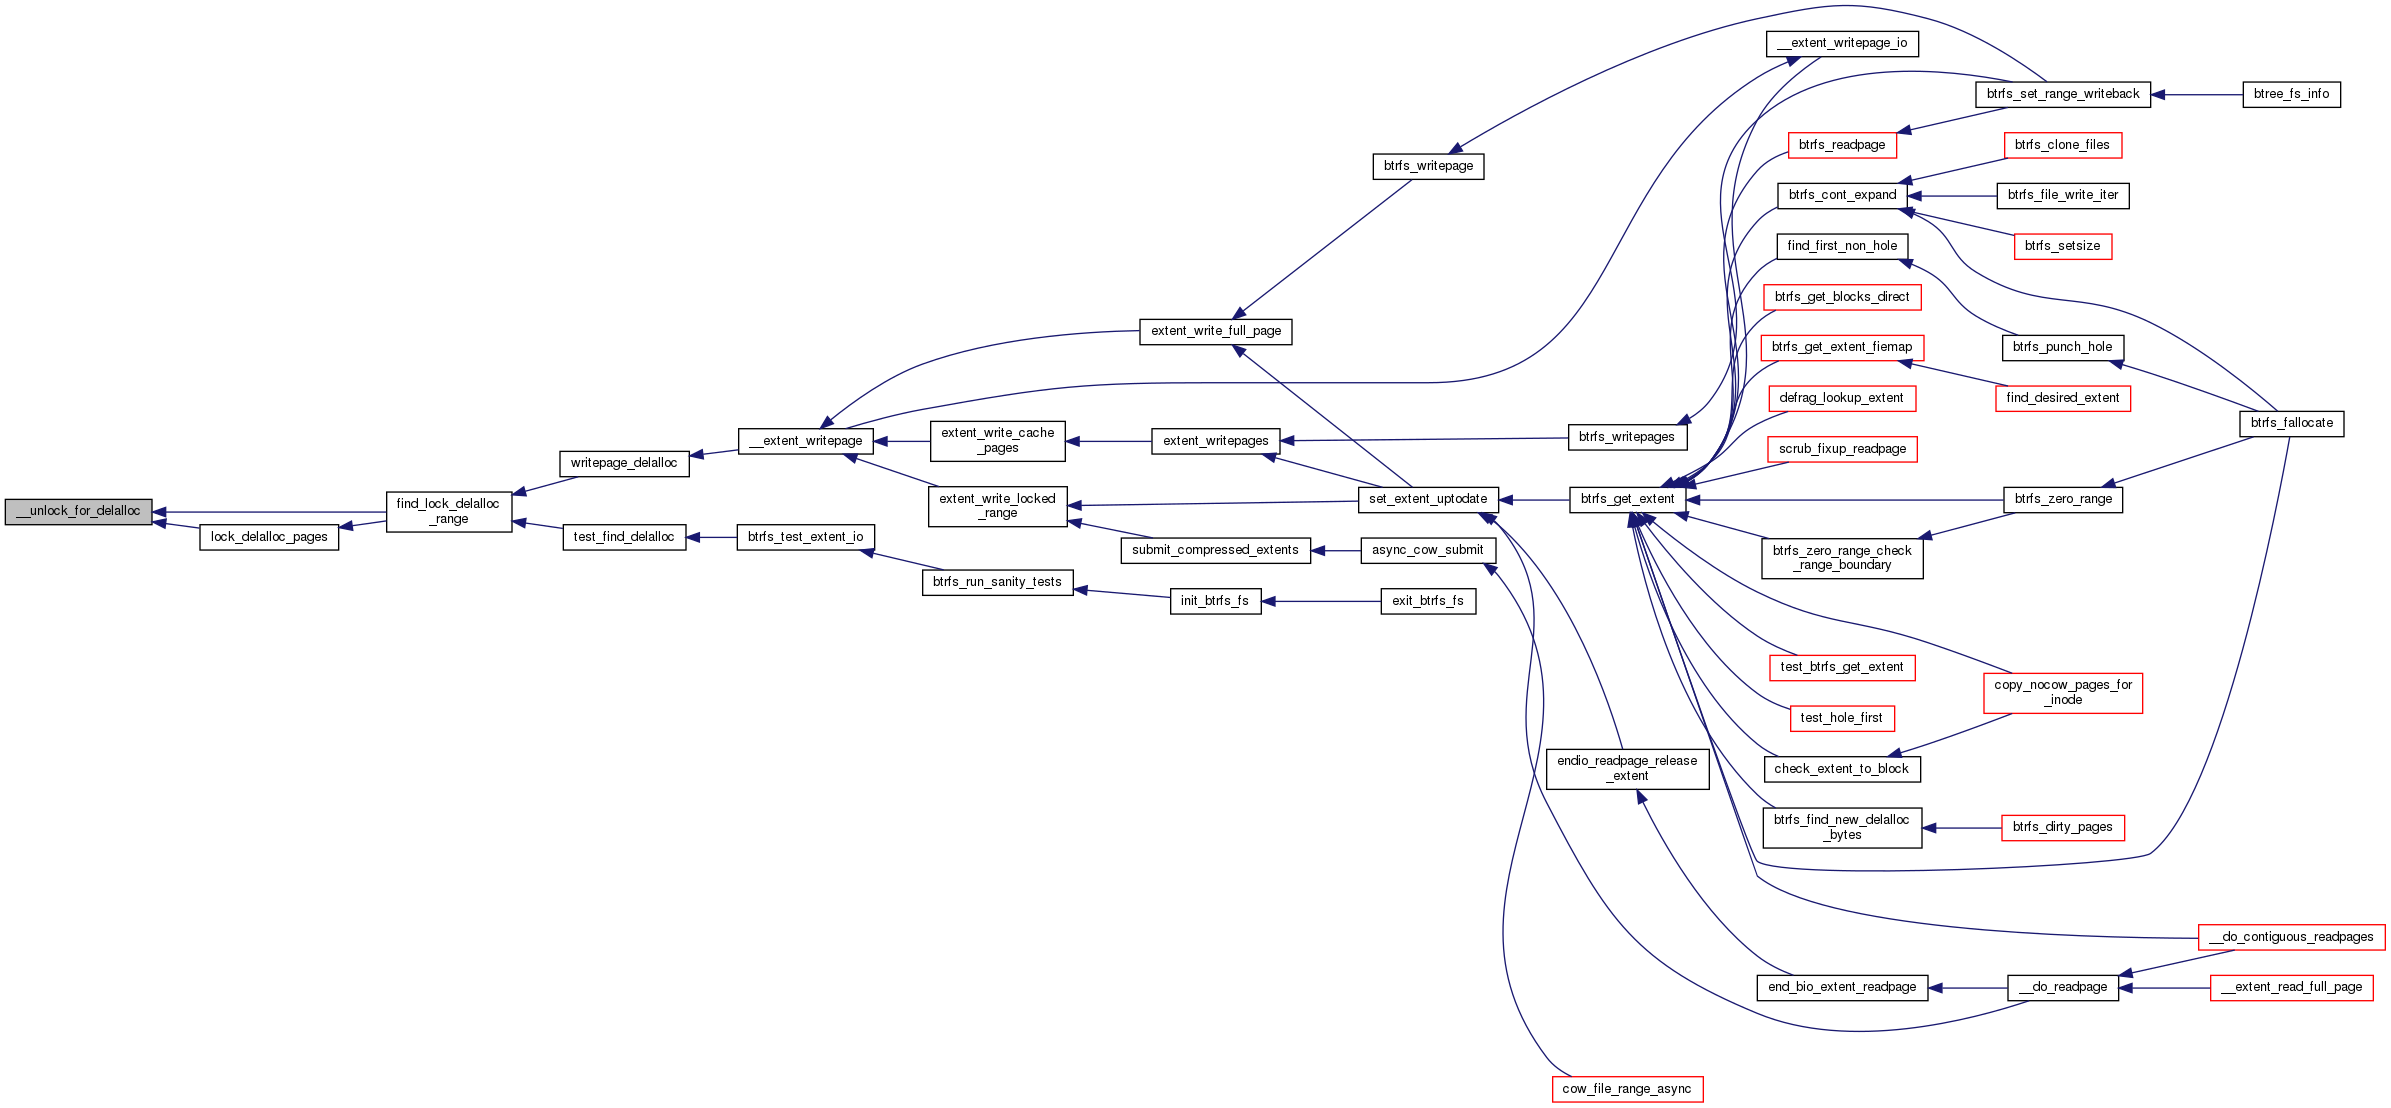 __unlock_for_delalloc
lock_delalloc_pages
find_lock_delalloc
_range
writepage_delalloc
test_find_delalloc
__extent_writepage
btrfs_test_extent_io
extent_write_cache
_pages
extent_write_locked
_range
btrfs_run_sanity_tests
extent_write_full_page
extent_writepages
submit_compressed_extents
init_btrfs_fs
btrfs_writepage
set_extent_uptodate
async_cow_submit
exit_btrfs_fs
btrfs_writepages
btrfs_get_extent
endio_readpage_release
_extent
cow_file_range_async
__extent_writepage_io
btrfs_readpage
btrfs_cont_expand
find_first_non_hole
btrfs_get_blocks_direct
btrfs_get_extent_fiemap
defrag_lookup_extent
scrub_fixup_readpage
btrfs_zero_range_check
_range_boundary
test_btrfs_get_extent
test_hole_first
check_extent_to_block
btrfs_find_new_delalloc
_bytes
end_bio_extent_readpage
btrfs_set_range_writeback
btrfs_clone_files
btrfs_file_write_iter
btrfs_setsize
btrfs_punch_hole
find_desired_extent
btrfs_zero_range
copy_nocow_pages_for
_inode
btrfs_dirty_pages
__do_readpage
btree_fs_info
btrfs_fallocate
__do_contiguous_readpages
__extent_read_full_page